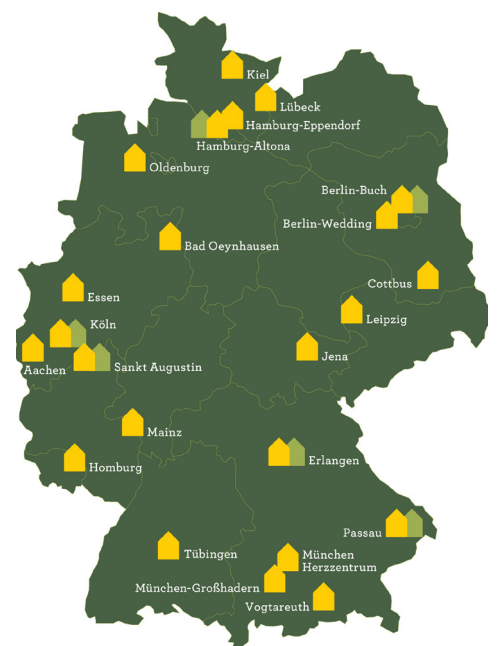 Kiel
Lübeck
Hamburg-Eppendorf
Hamburg-Altona
Oldenburg
Berlin-Buch
Berlin-Wedding
Bad Oeynhausen
Cottbus
Essen
Leipzig
Köln
Jena
Aachen
Sankt Augustin
Mainz
Homburg
Erlangen
Passau
Tübingen
München
Herzzentrum
München-Großhadern
Vogtareuth